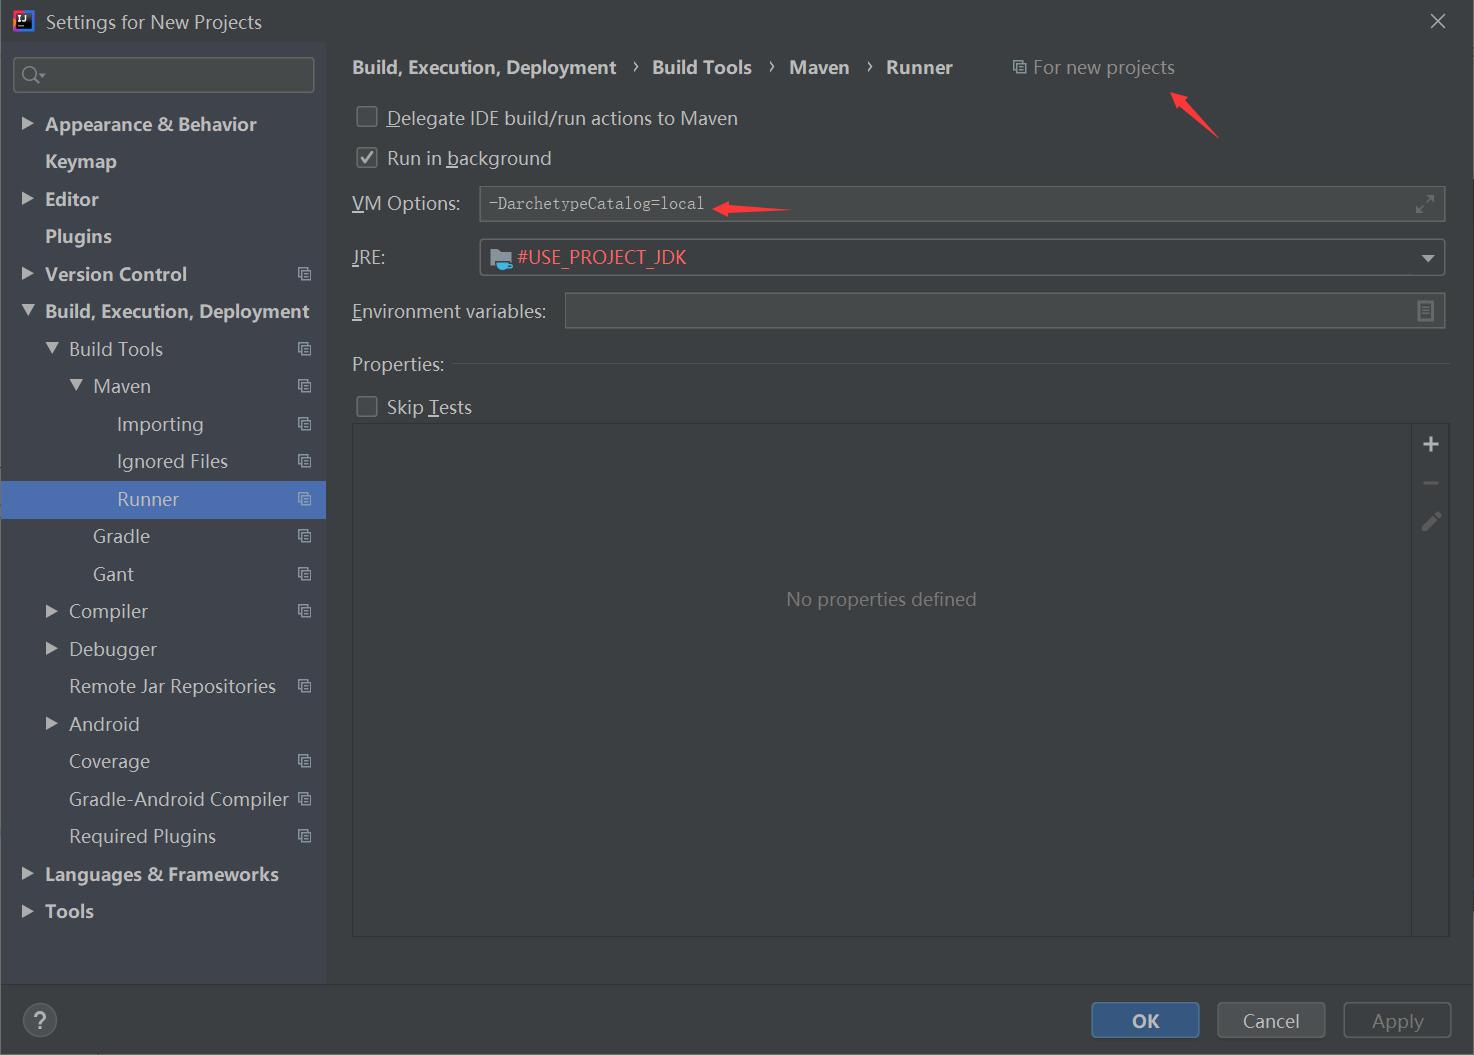 Settings for New Projects
Appearance & Behavior
Keymap
Editor
Plugins
Version Control
Build, Execution, Deployment
Build Tools
Maven
Importing
Ignored Files
Runner
Gradle
Gant
Compiler
Debugger
Remote Jar Repositories
Android
Coverage
Gradle-Android Compiler
Required Plugins
Languages & Frameworks
Tools
Build, Execution, Deployment › Build Tools › Maven › Runner For new projects
Delegate IDE build/run actions to Maven
Run in background
VM Options: -DarchetypeCatalog=local
JRE: #USE_PROJECT_JDK
Environment variables:
Properties:
Skip Tests
No properties defined
? OK Cancel Apply